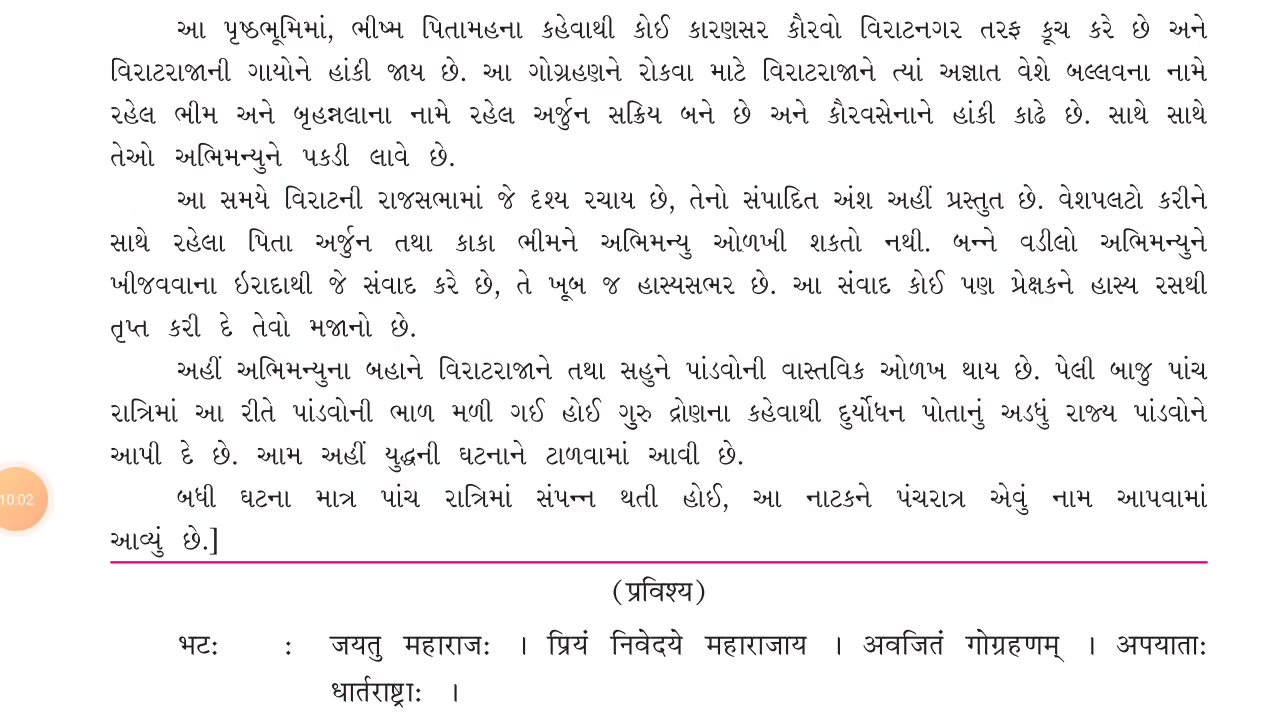 આ પૃષ્ઠભૂમિમાં, ભીષ્મ પિતામહના કહેવાથી કોઈ કારણસર કૌરવો વિરાટનગર તરફ કૂચ કરે છે અને
વિરાટરાજાની ગાયોને હાંકી જાય છે. આ ગોગ્રહણને રોકવા માટે વિરાટરાજાને ત્યાં અજ્ઞાત વેશે બલ્લવના નામે
રહેલ ભીમ અને બૃહન્નલાના નામે રહેલ અર્જુન સક્રિય બને છે અને કૌરવસેનાને હાંકી કાઢે છે. સાથે સાથે
તેઓ અભિમન્યુને પકડી લાવે છે.
આ સમયે વિરાટની રાજસભામાં જે દૃશ્ય રચાય છે, તેનો સંપાદિત અંશ અહીં પ્રસ્તુત છે. વેશપલટો કરીને
સાથે રહેલા પિતા અર્જુન તથા કાકા ભીમને અભિમન્યુ ઓળખી શકતો નથી. બન્ને વડીલો અભિમન્યુને
ખીજવવાના ઇરાદાથી જે સંવાદ કરે છે, તે ખૂબ જ હાસ્યસભર છે. આ સંવાદ કોઈ પણ પ્રેક્ષકને હાસ્ય રસથી
તૃપ્ત કરી દે તેવો મજાનો છે.
અહીં અભિમન્યુના બહાને વિરાટરાજાને તથા સહુને પાંડવોની વાસ્તવિક ઓળખ થાય છે. પેલી બાજુ પાંચ
રાત્રિમાં આ રીતે પાંડવોની ભાળ મળી ગઈ હોઈ ગુરુ દ્રોણના કહેવાથી દુર્યોધન પોતાનું અડધું રાજ્ય પાંડવોને
આપી દે છે. આમ અહીં યુદ્ધની ઘટનાને ટાળવામાં આવી છે.
બધી ઘટના માત્ર પાંચ રાત્રિમાં સંપન્ન થતી હોઈ, આ નાટકને પંચરાત્ર એવું નામ આપવામાં
10:02
આવ્યું છે.]
(प्रविश्य)
भटः : जयतु महाराजः । प्रियं निवेदये महाराजाय । अवजितं गोग्रहणम् । अपयाताः
धार्तराष्ट्राः ।